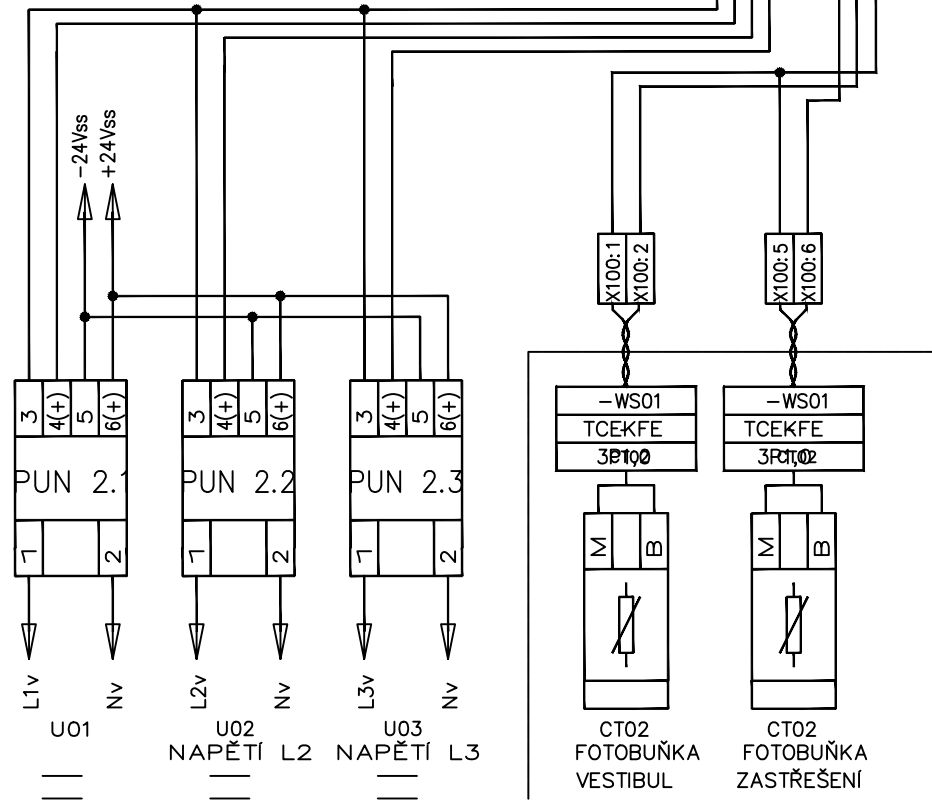 -24Vss
+24Vss
X100:1
X100:2
X100:5
X100:6
3
4(+)
5
6(+)
3
4(+)
5
6(+)
3
4(+)
5
6(+)
-WS01
TCEKFE
-WS01
TCEKFE
PUN 2.1
PUN 2.2
PUN 2.3
1
2
1
2
1
2
M
B
M
B
L1v
Nv
L2v
Nv
L3v
Nv
U01
U02
NAPĚTÍ L2
U03
NAPĚTÍ L3
CT02
FOTOBUŇKA
VESTIBUL
CT02
FOTOBUŇKA
ZASTŘEŠENÍ